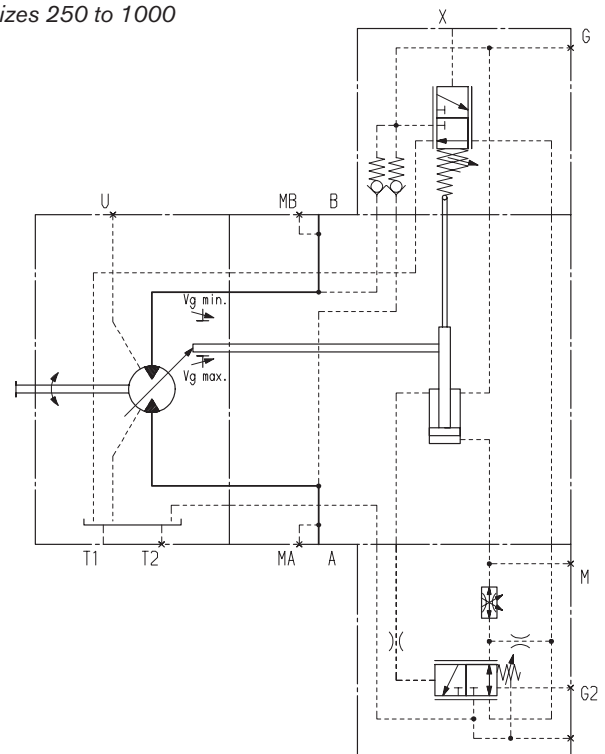 izes 250 to 1000
X
G
U
MB
B
Vg min.
Vg max.
T1
T2
MA
A
M
G2